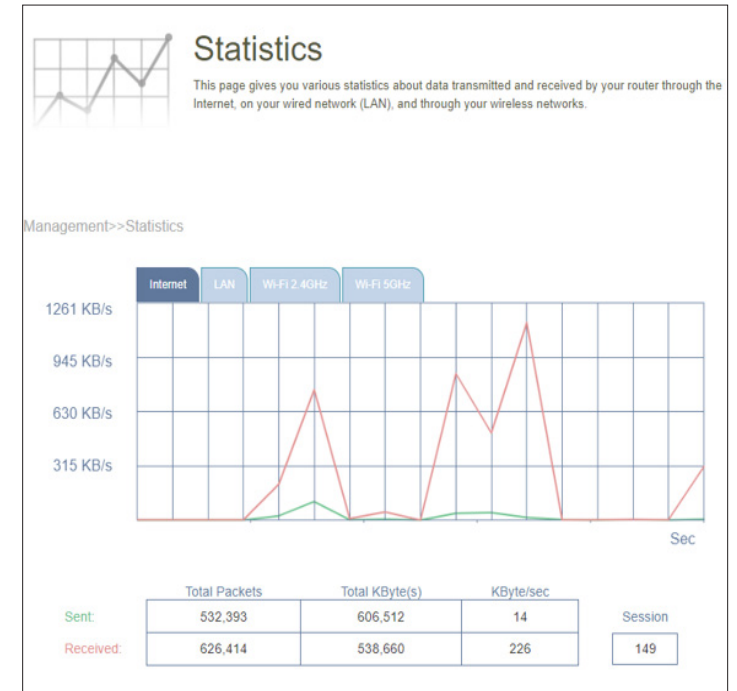 Statistics
This page gives you various statistics about data transmitted and received by your router through the
Internet, on your wired network (LAN), and through your wireless networks.
Management>>Statistics
Internet LAN Wi-Fi 2.4GHz Wi-Fi 5GHz
1261 KB/s
945 KB/s
630 KB/s
315 KB/s
Sec
Total Packets Total KByte(s) KByte/sec
Sent: 532,393 606,512 14 Session
Received: 626,414 538,660 226 149